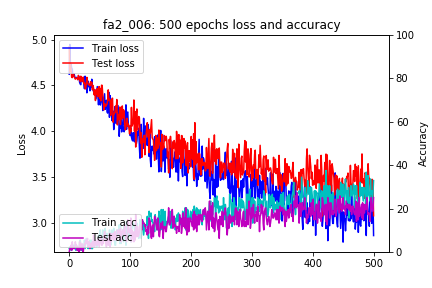 fa2_006: 500 epochs loss and accuracy
Train loss
Test loss
Train acc
Test acc
Loss
5.0
4.5
4.0
3.5
3.0
Accuracy
100
80
60
40
20
0
0
100
200
300
400
500